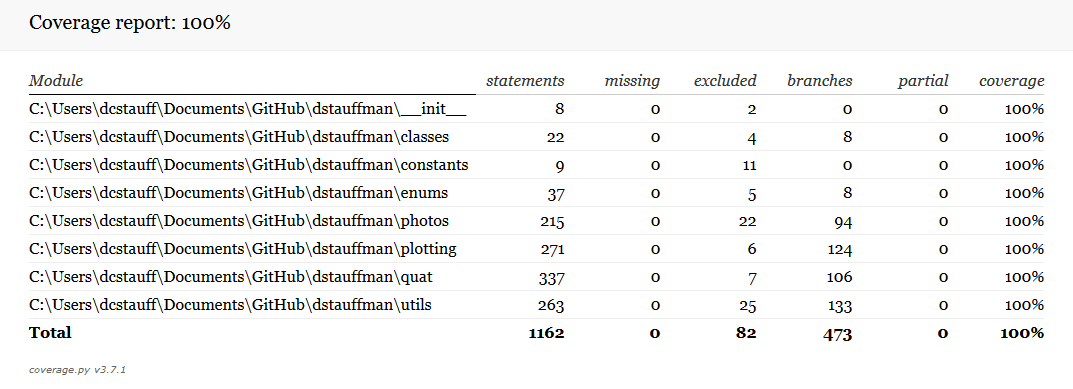 Coverage report: 100%
Module statements missing excluded branches partial coverage
C:\Users\dcstauff\Documents\GitHub\dstauffman\__init__ 8 0 2 0 0 100%
C:\Users\dcstauff\Documents\GitHub\dstauffman\classes 22 0 4 8 0 100%
C:\Users\dcstauff\Documents\GitHub\dstauffman\constants 9 0 11 0 0 100%
C:\Users\dcstauff\Documents\GitHub\dstauffman\enums 37 0 5 8 0 100%
C:\Users\dcstauff\Documents\GitHub\dstauffman\photos 215 0 22 94 0 100%
C:\Users\dcstauff\Documents\GitHub\dstauffman\plotting 271 0 6 124 0 100%
C:\Users\dcstauff\Documents\GitHub\dstauffman\quat 337 0 7 106 0 100%
C:\Users\dcstauff\Documents\GitHub\dstauffman\utils 263 0 25 133 0 100%
Total 1162 0 82 473 0 100%
coverage.py v3.7.1